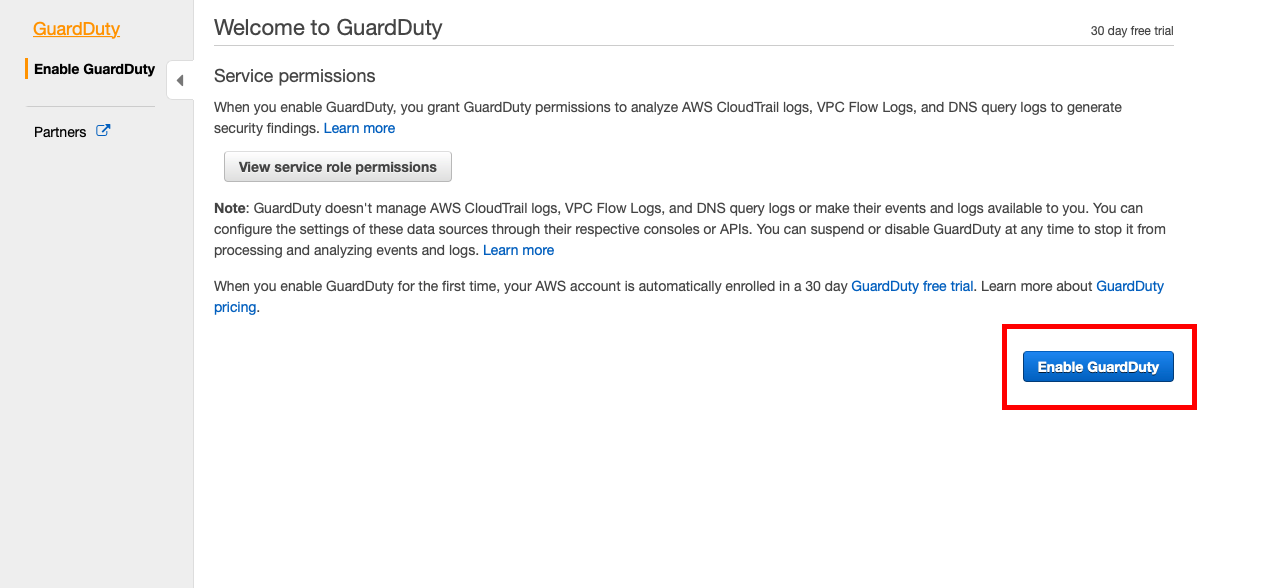 GuardDuty
Enable GuardDuty
Partners
Welcome to GuardDuty
30 day free trial
Service permissions
When you enable GuardDuty, you grant GuardDuty permissions to analyze AWS CloudTrail logs, VPC Flow Logs, and DNS query logs to generate
security findings. Learn more
View service role permissions
Note: GuardDuty doesn't manage AWS CloudTrail logs, VPC Flow Logs, and DNS query logs or make their events and logs available to you. You can
configure the settings of these data sources through their respective consoles or APIs. You can suspend or disable GuardDuty at any time to stop it from
processing and analyzing events and logs. Learn more
When you enable GuardDuty for the first time, your AWS account is automatically enrolled in a 30 day GuardDuty free trial. Learn more about GuardDuty
pricing.
Enable GuardDuty